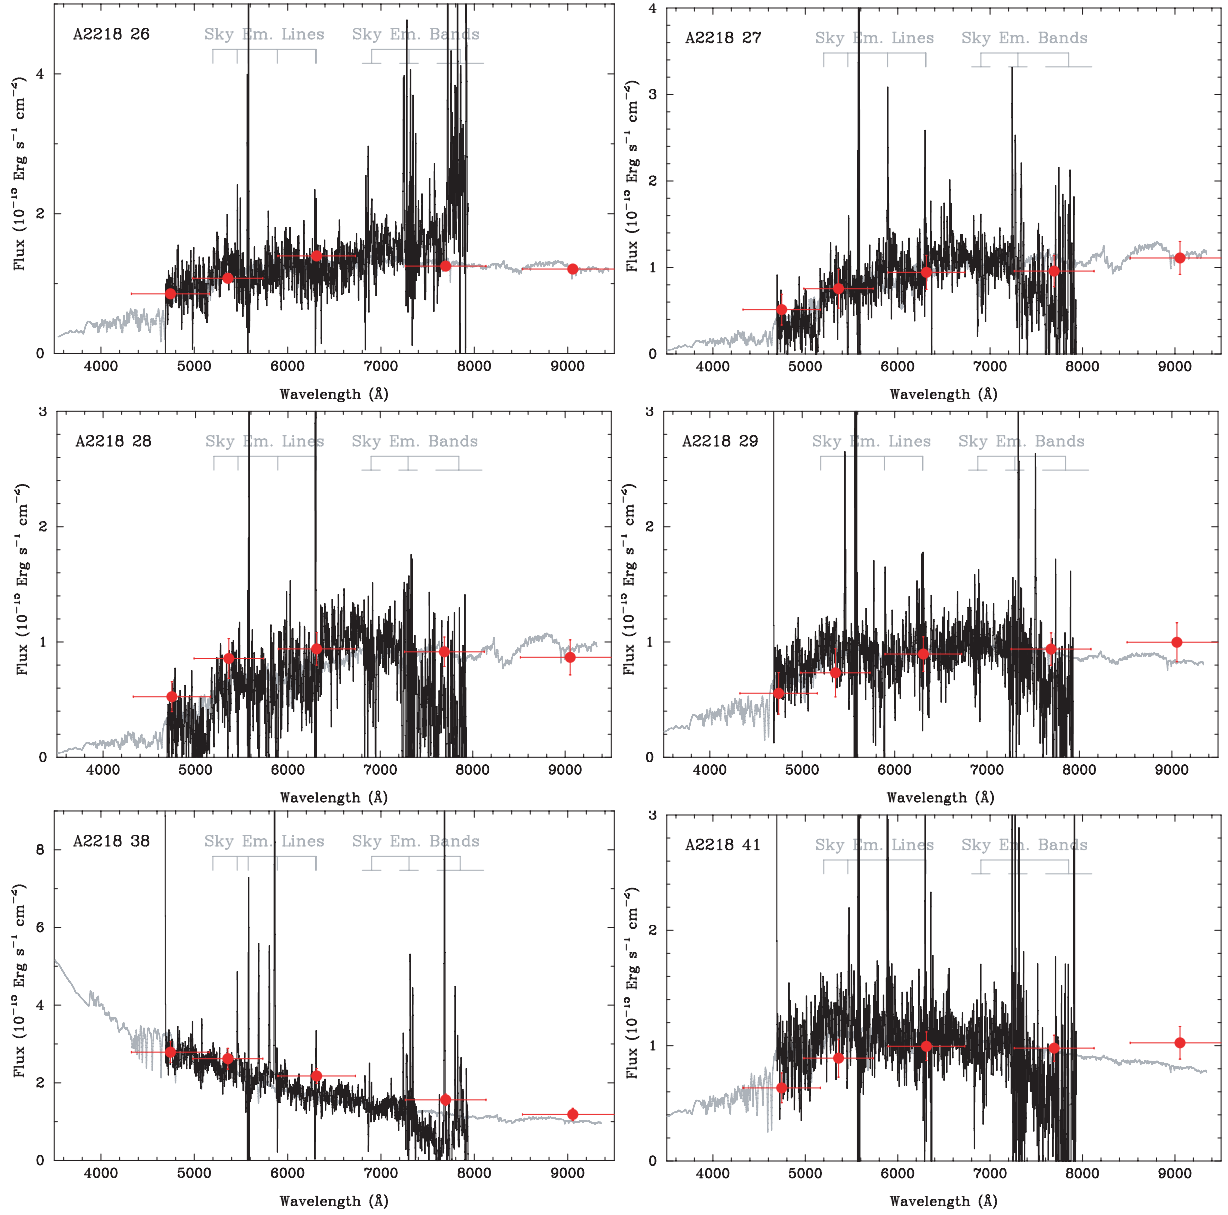 A2218 26
Sky Em. Lines
Sky Em. Bands
Flux (10⁻¹⁵ Erg s⁻¹ cm⁻²)
0
2
4
4000 5000 6000 7000 8000 9000
Wavelength (Å)
A2218 27
Sky Em. Lines
Sky Em. Bands
Flux (10⁻¹⁵ Erg s⁻¹ cm⁻²)
0
1
2
3
4
4000 5000 6000 7000 8000 9000
Wavelength (Å)
A2218 28
Sky Em. Lines
Sky Em. Bands
Flux (10⁻¹⁵ Erg s⁻¹ cm⁻²)
0
1
2
3
4000 5000 6000 7000 8000 9000
Wavelength (Å)
A2218 29
Sky Em. Lines
Sky Em. Bands
Flux (10⁻¹⁵ Erg s⁻¹ cm⁻²)
0
1
2
3
4000 5000 6000 7000 8000 9000
Wavelength (Å)
A2218 38
Sky Em. Lines
Sky Em. Bands
Flux (10⁻¹⁵ Erg s⁻¹ cm⁻²)
0
2
4
6
8
4000 5000 6000 7000 8000 9000
Wavelength (Å)
A2218 41
Sky Em. Lines
Sky Em. Bands
Flux (10⁻¹⁵ Erg s⁻¹ cm⁻²)
0
1
2
3
4000 5000 6000 7000 8000 9000
Wavelength (Å)